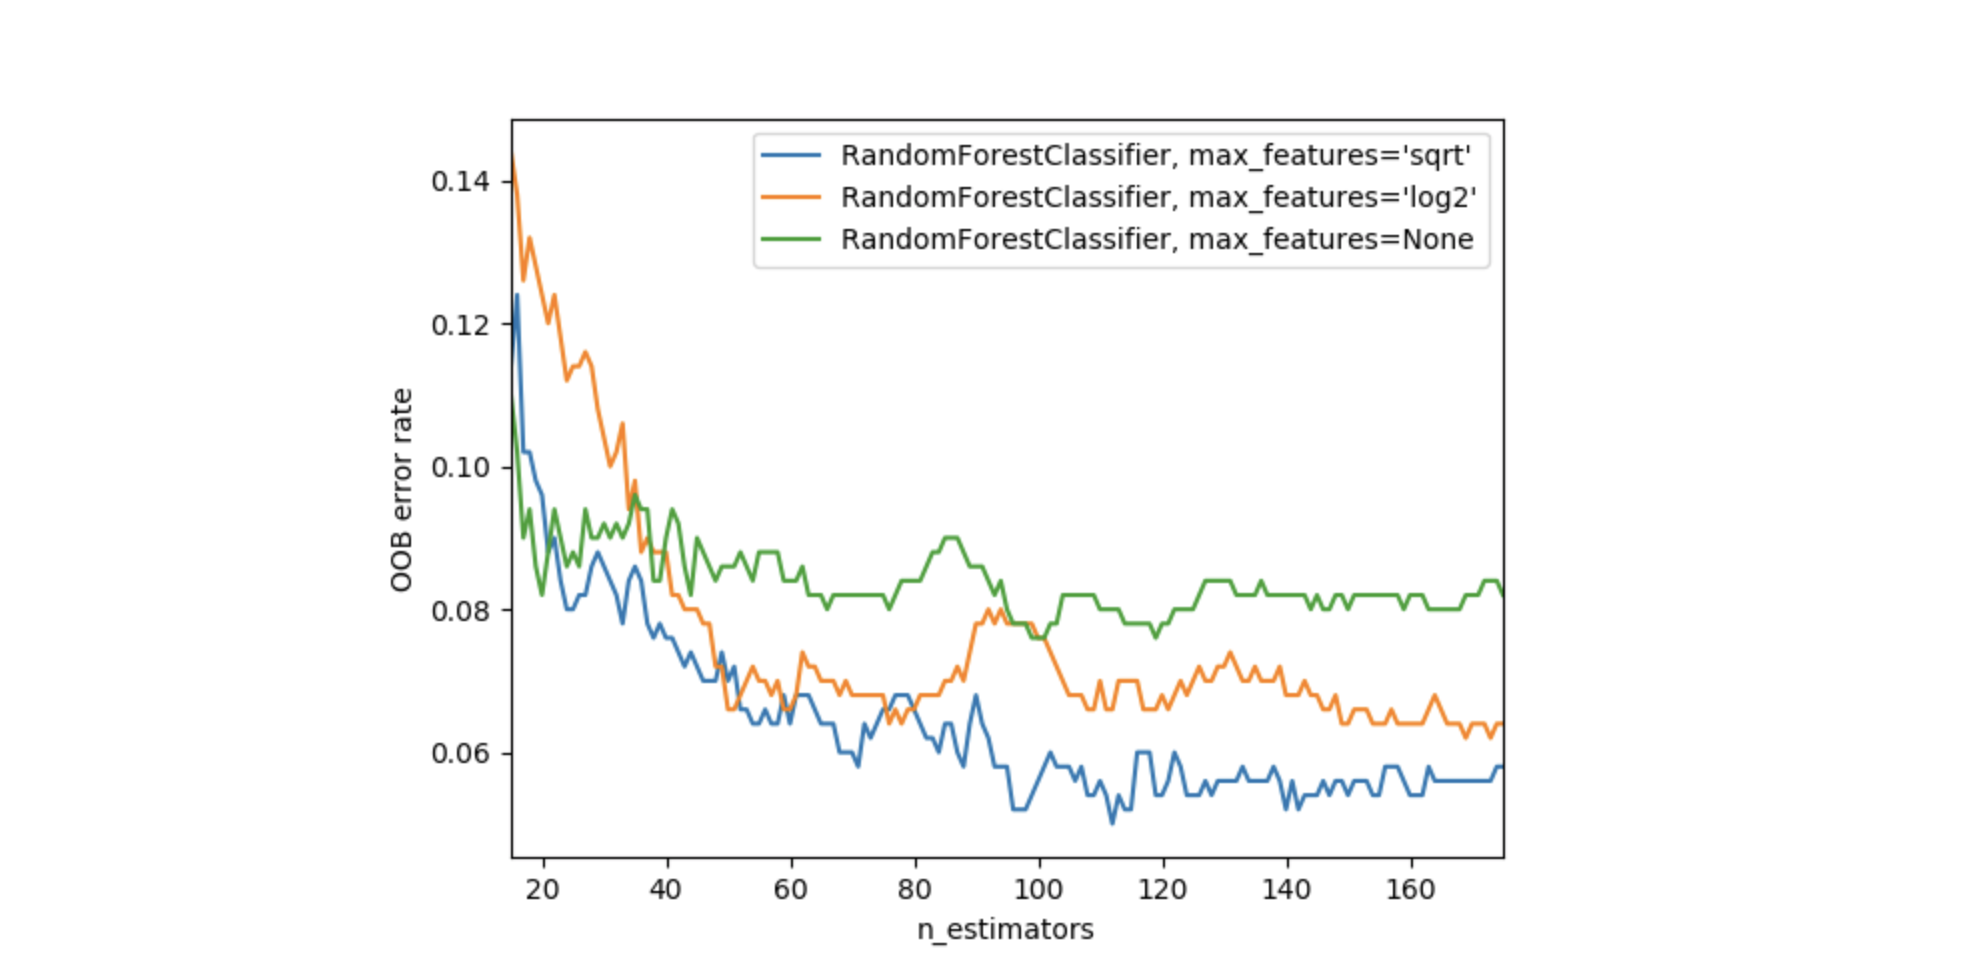 RandomForestClassifier, max_features='sqrt'
RandomForestClassifier, max_features='log2'
RandomForestClassifier, max_features=None
0.14
0.12
0.10
0.08
0.06
OOB error rate
20 40 60 80 100 120 140 160
n_estimators